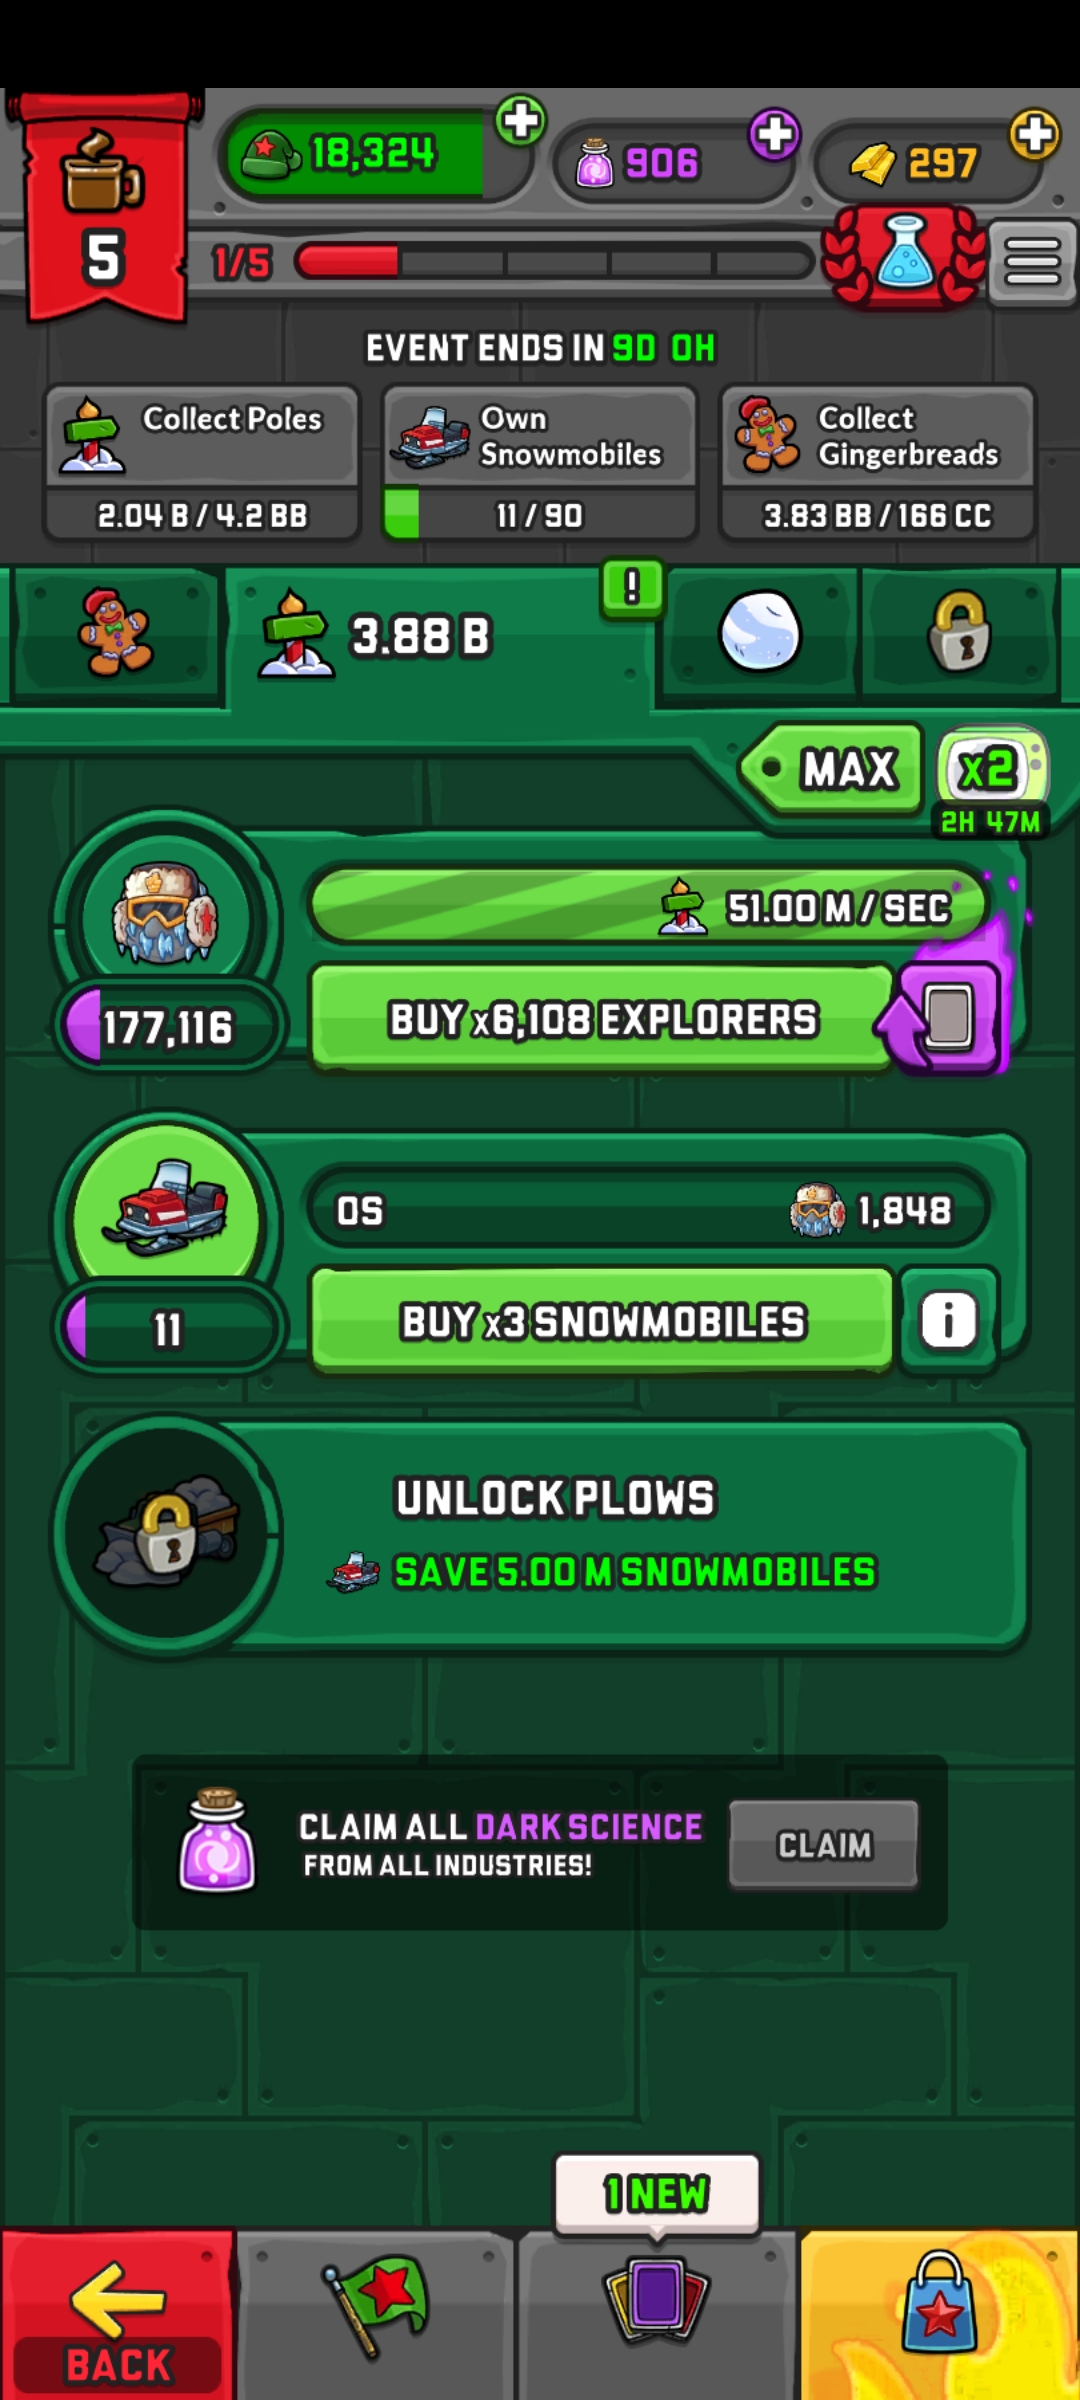 18,324
906
297
5
1/5
EVENT ENDS IN 9D 0H
Collect Poles
2.04 B / 4.2 BB
Own
Snowmobiles
11 / 90
Collect
Gingerbreads
3.83 BB / 166 CC
3.88 B
!
MAX
x2
2H 47M
51.00 M / SEC
177,116
BUY x6,108 EXPLORERS
0S
1,848
11
BUY x3 SNOWMOBILES
i
UNLOCK PLOWS
SAVE 5.00 M SNOWMOBILES
CLAIM ALL DARK SCIENCE
FROM ALL INDUSTRIES!
CLAIM
1 NEW
BACK